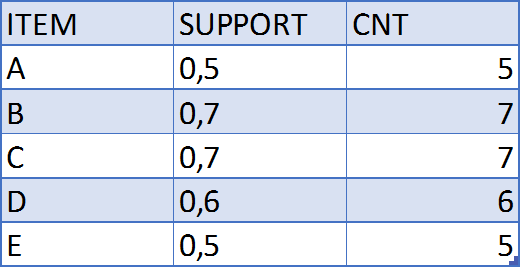 ITEM SUPPORT CNT
A 0,5 5
B 0,7 7
C 0,7 7
D 0,6 6
E 0,5 5